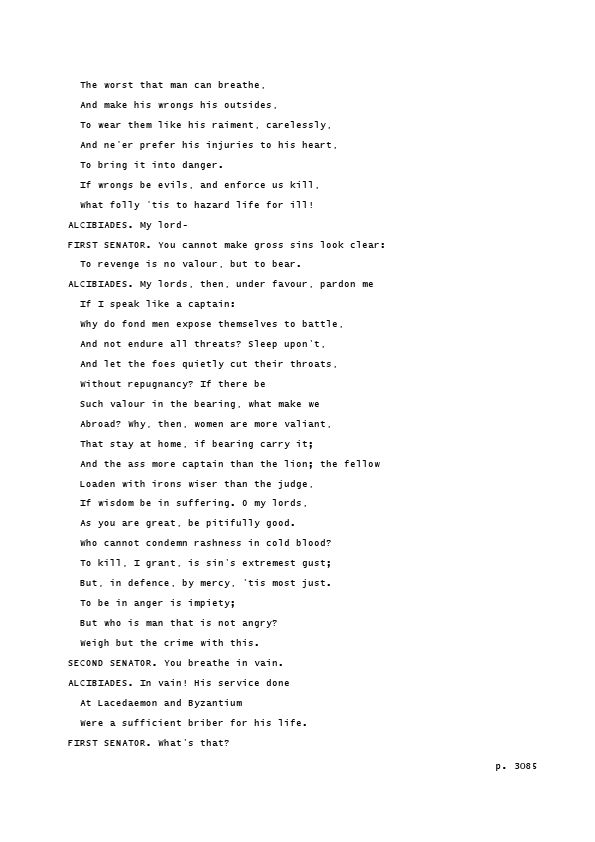 The worst that man can breathe,
And make his wrongs his outsides,
To wear them like his raiment, carelessly,
And ne'er prefer his injuries to his heart,
To bring it into danger.
If wrongs be evils, and enforce us kill,
What folly 'tis to hazard life for ill!
ALCIBIADES. My lord-
FIRST SENATOR. You cannot make gross sins look clear:
To revenge is no valour, but to bear.
ALCIBIADES. My lords, then, under favour, pardon me
If I speak like a captain:
Why do fond men expose themselves to battle,
And not endure all threats? Sleep upon't,
And let the foes quietly cut their throats,
Without repugnancy? If there be
Such valour in the bearing, what make we
Abroad? Why, then, women are more valiant,
That stay at home, if bearing carry it;
And the ass more captain than the lion; the fellow
Loaden with irons wiser than the judge,
If wisdom be in suffering. O my lords,
As you are great, be pitifully good.
Who cannot condemn rashness in cold blood?
To kill, I grant, is sin's extremest gust;
But, in defence, by mercy, 'tis most just.
To be in anger is impiety;
But who is man that is not angry?
Weigh but the crime with this.
SECOND SENATOR. You breathe in vain.
ALCIBIADES. In vain! His service done
At Lacedaemon and Byzantium
Were a sufficient briber for his life.
FIRST SENATOR. What's that?
p. 3085